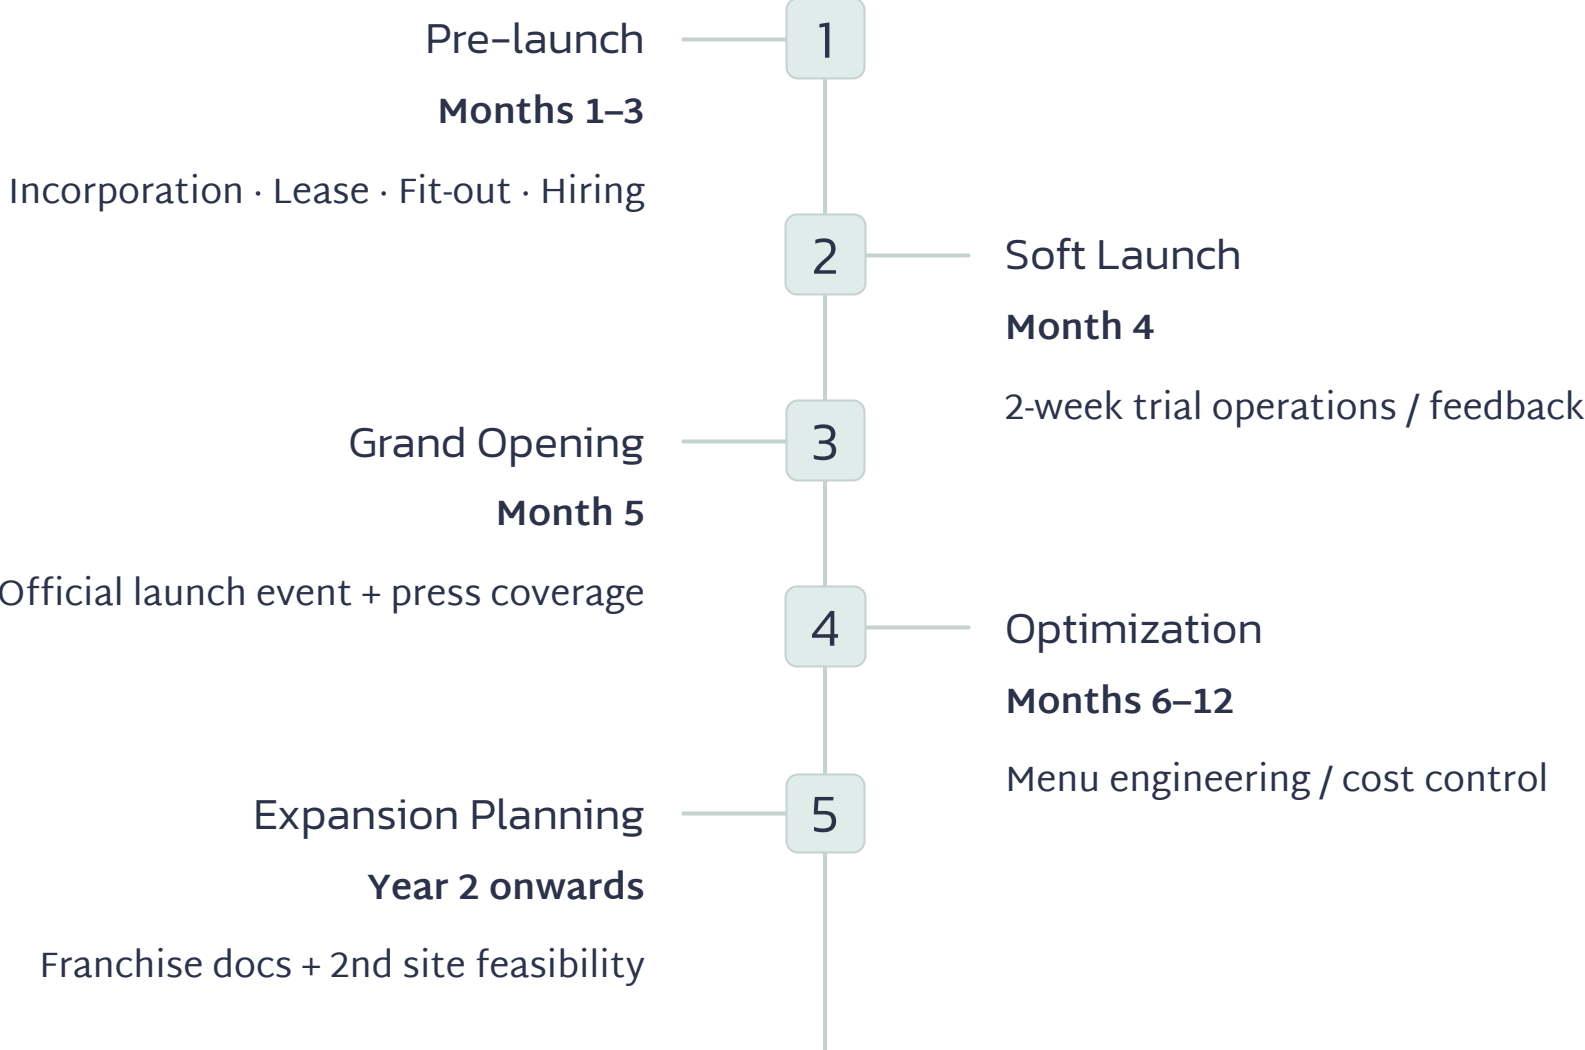 1
Pre-launch
Months 1–3
Incorporation · Lease · Fit-out · Hiring
2
Soft Launch
Month 4
2-week trial operations / feedback
3
Grand Opening
Month 5
Official launch event + press coverage
4
Optimization
Months 6–12
Menu engineering / cost control
5
Expansion Planning
Year 2 onwards
Franchise docs + 2nd site feasibility